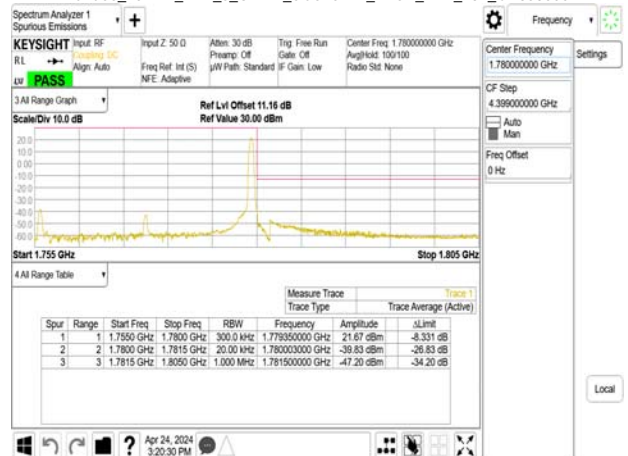 Spectrum Analyzer 1
Spurious Emissions
Frequency
KEYSIGHT
RL
PASS
Input: RF
Coupling: DC
Align: Auto
Input Z: 50 Ω
Freq Ref: Int (S)
NFE: Adaptive
Atten: 30 dB
Preamp: Off
µW Path: Standard
Trig: Free Run
Gate: Off
IF Gain: Low
Center Freq: 1.780000000 GHz
Avg|Hold: 100/100
Radio Std: None
Center Frequency
1.780000000 GHz
Settings
CF Step
4.399000000 GHz
Auto
Man
Freq Offset
0 Hz
3 All Range Graph
Scale/Div 10.0 dB
Ref Lvl Offset 11.16 dB
Ref Value 30.00 dBm
20.0
10.0
0.00
-10.0
-20.0
-30.0
-40.0
-50.0
-60.0
Start 1.755 GHz
Stop 1.805 GHz
4 All Range Table
Measure Trace Trace 1
Trace Type Trace Average (Active)
Spur Range Start Freq Stop Freq RBW Frequency Amplitude ΔLimit
1 1 1.7550 GHz 1.7800 GHz 300.0 kHz 1.779350000 GHz 21.67 dBm -8.331 dB
2 2 1.7800 GHz 1.7815 GHz 20.00 kHz 1.780003000 GHz -39.83 dBm -26.83 dB
3 3 1.7815 GHz 1.8050 GHz 1.000 MHz 1.781500000 GHz -47.20 dBm -34.20 dB
Local
?
Apr 24, 2024
3:20:30 PM